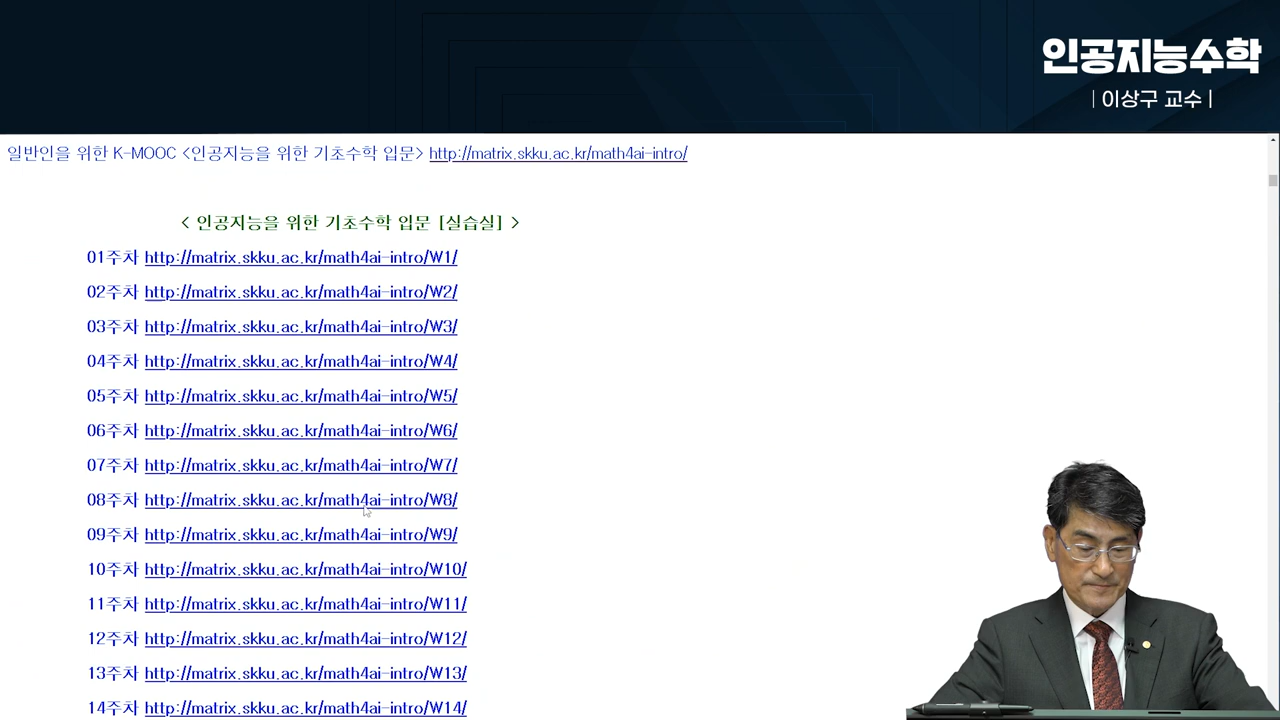 인공지능수학
| 이상구 교수 |
일반인을 위한 K-MOOC <인공지능을 위한 기초수학 입문> http://matrix.skku.ac.kr/math4ai-intro/
< 인공지능을 위한 기초수학 입문 [실습실] >
01주차 http://matrix.skku.ac.kr/math4ai-intro/W1/
02주차 http://matrix.skku.ac.kr/math4ai-intro/W2/
03주차 http://matrix.skku.ac.kr/math4ai-intro/W3/
04주차 http://matrix.skku.ac.kr/math4ai-intro/W4/
05주차 http://matrix.skku.ac.kr/math4ai-intro/W5/
06주차 http://matrix.skku.ac.kr/math4ai-intro/W6/
07주차 http://matrix.skku.ac.kr/math4ai-intro/W7/
08주차 http://matrix.skku.ac.kr/math4ai-intro/W8/
09주차 http://matrix.skku.ac.kr/math4ai-intro/W9/
10주차 http://matrix.skku.ac.kr/math4ai-intro/W10/
11주차 http://matrix.skku.ac.kr/math4ai-intro/W11/
12주차 http://matrix.skku.ac.kr/math4ai-intro/W12/
13주차 http://matrix.skku.ac.kr/math4ai-intro/W13/
14주차 http://matrix.skku.ac.kr/math4ai-intro/W14/